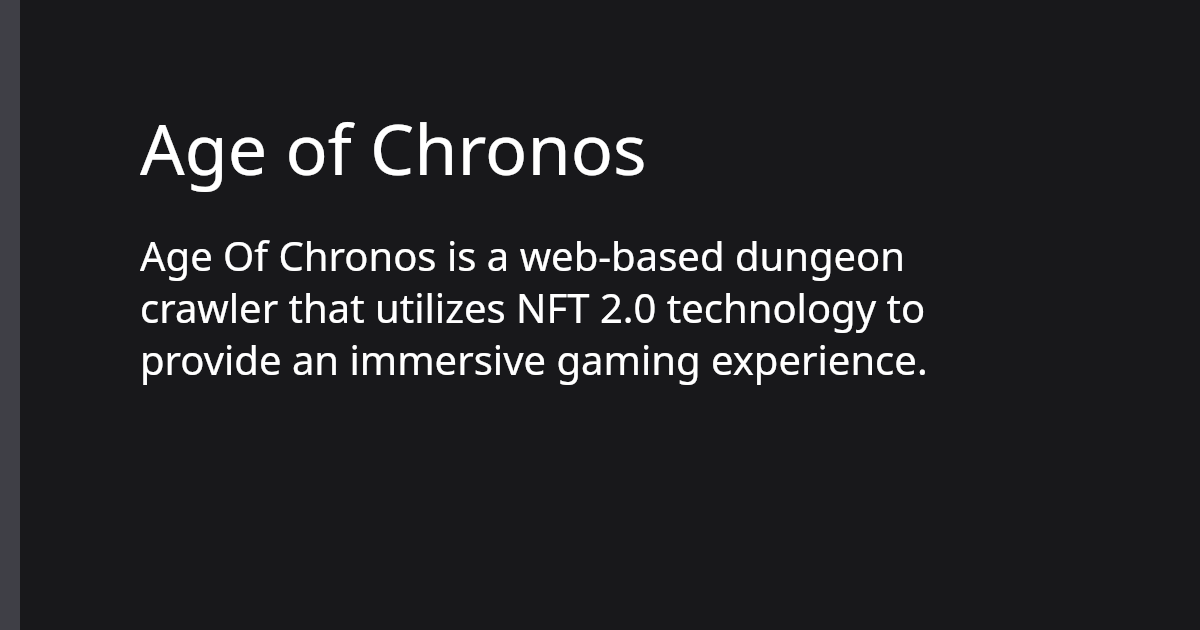 Age of Chronos
Age Of Chronos is a web-based dungeon
crawler that utilizes NFT 2.0 technology to
provide an immersive gaming experience.